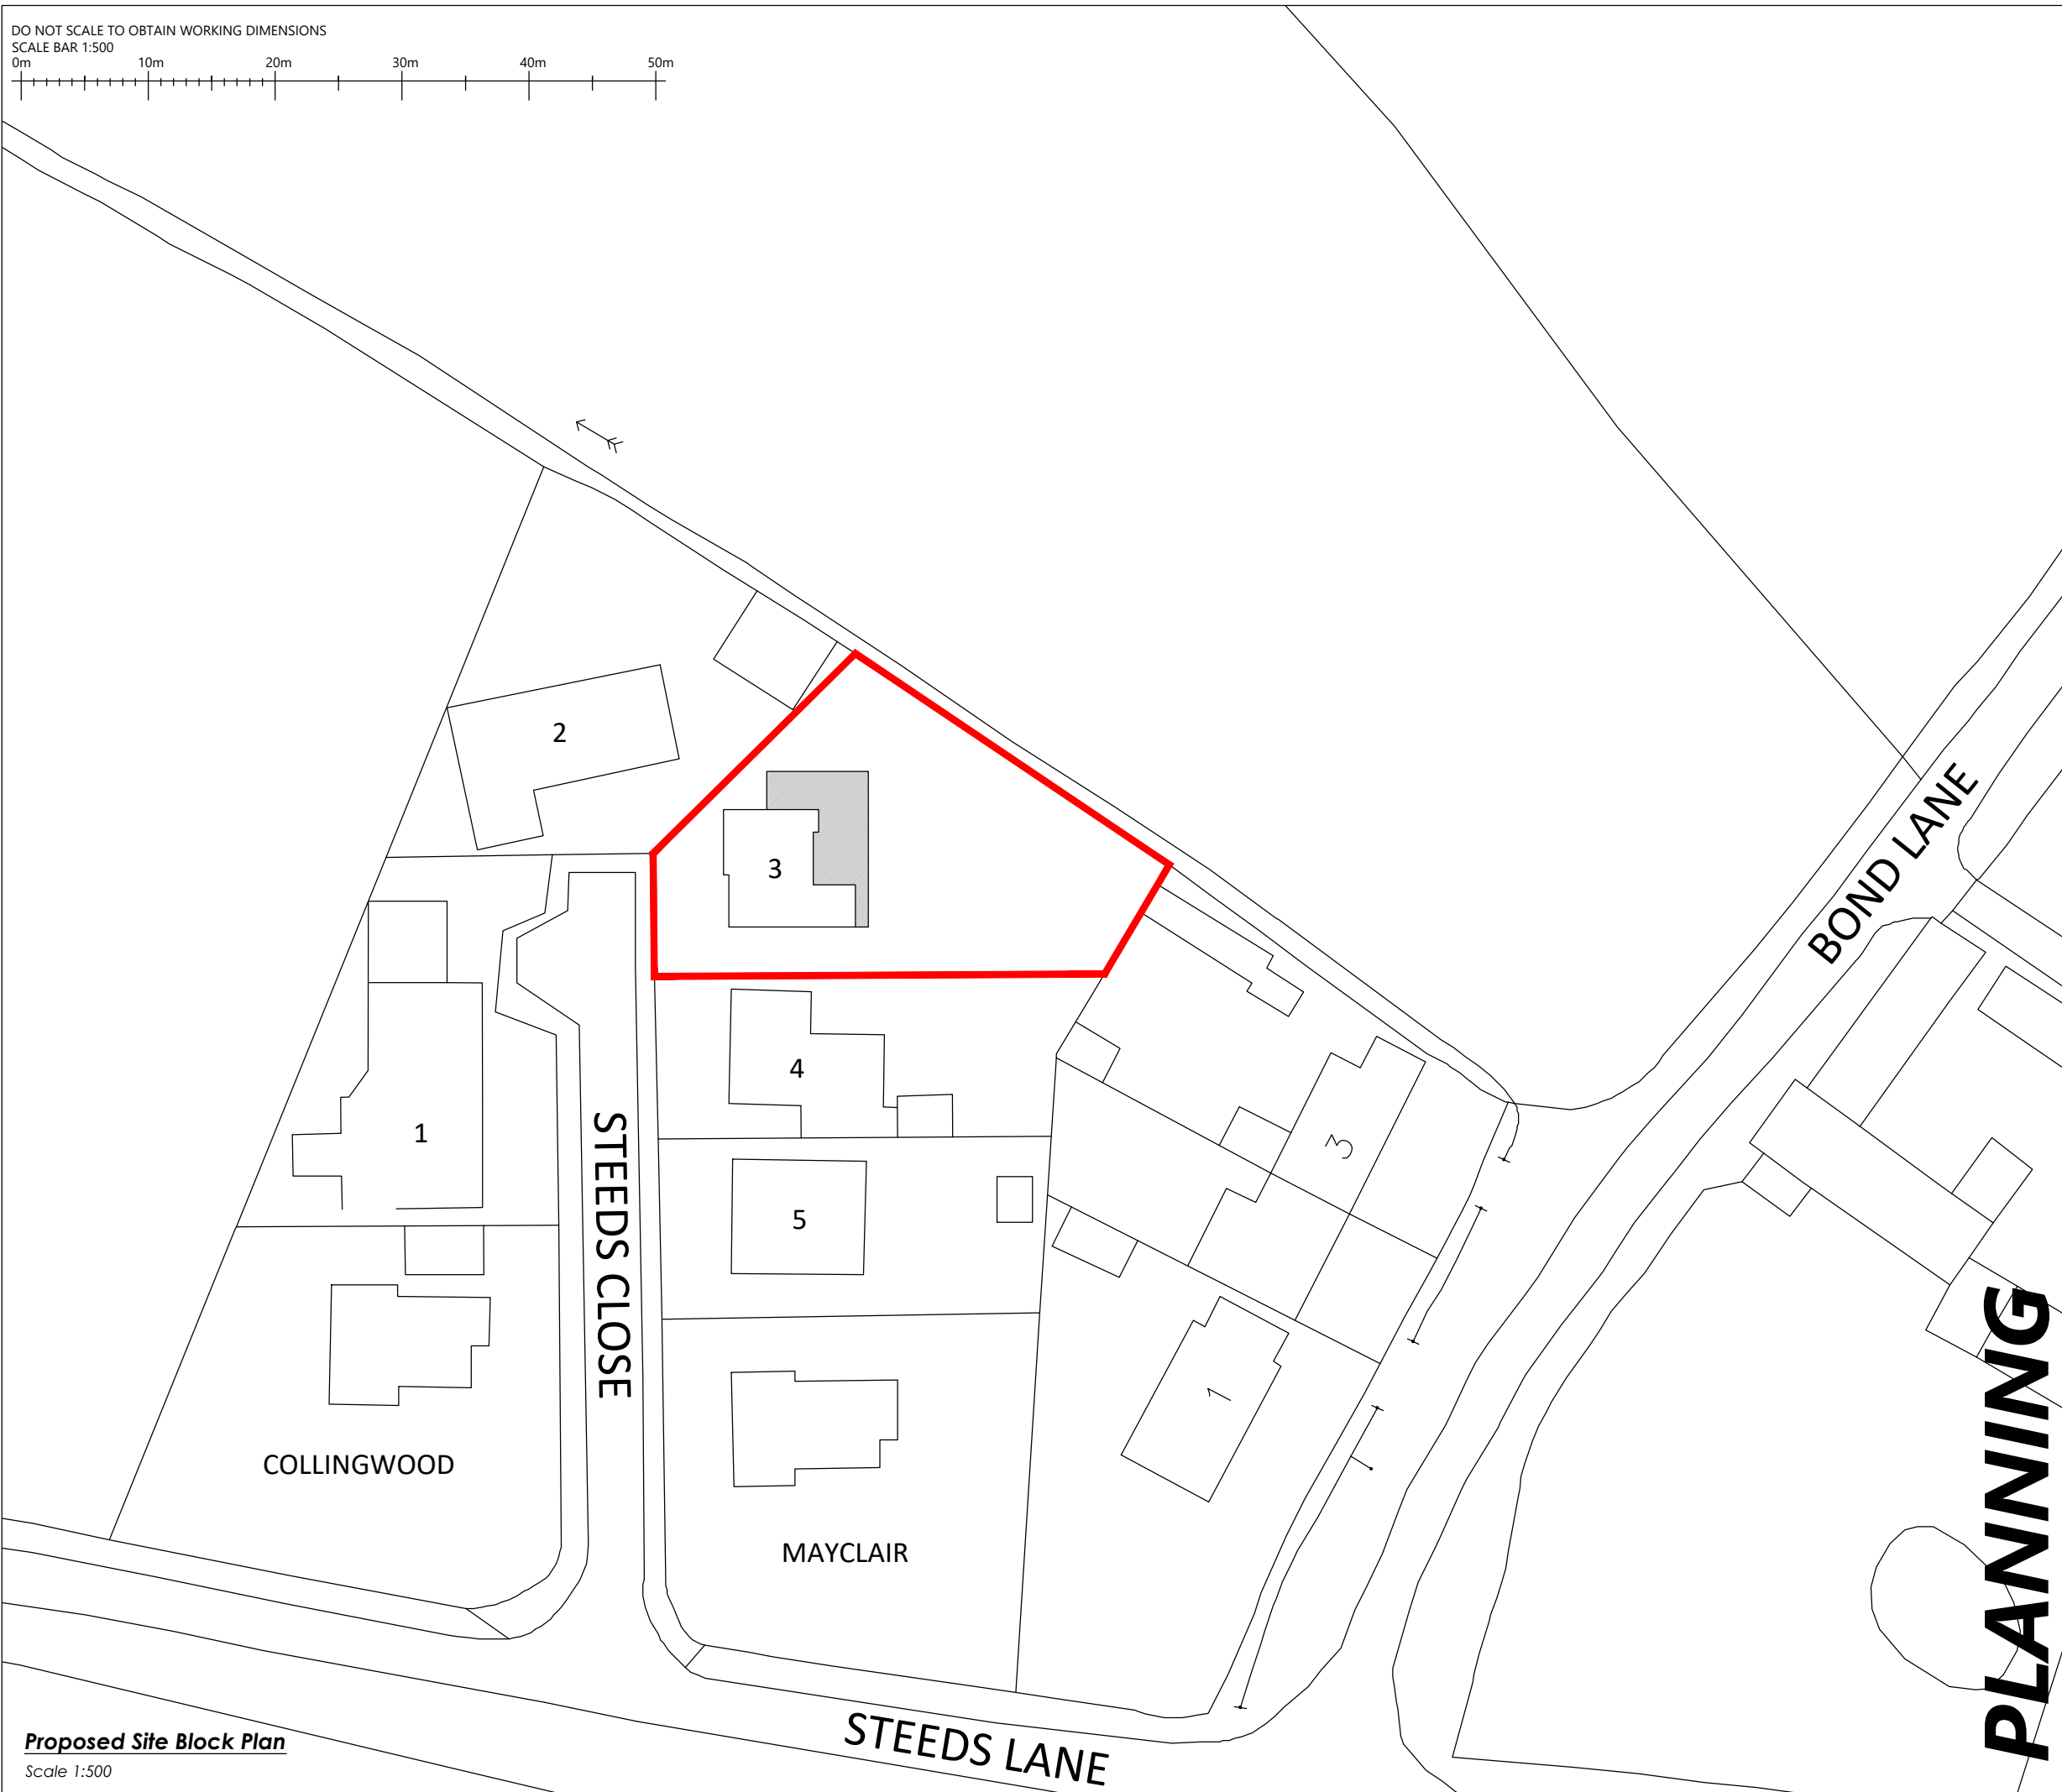 DO NOT SCALE TO OBTAIN WORKING DIMENSIONS
SCALE BAR 1:500
0m 10m 20m 30m 40m 50m
2
3
BOND LANE
4
1
STEEDS CLOSE
3
5
1
COLLINGWOOD
MAYCLAIR
PLANNING
STEEDS LANE
Proposed Site Block Plan
Scale 1:500